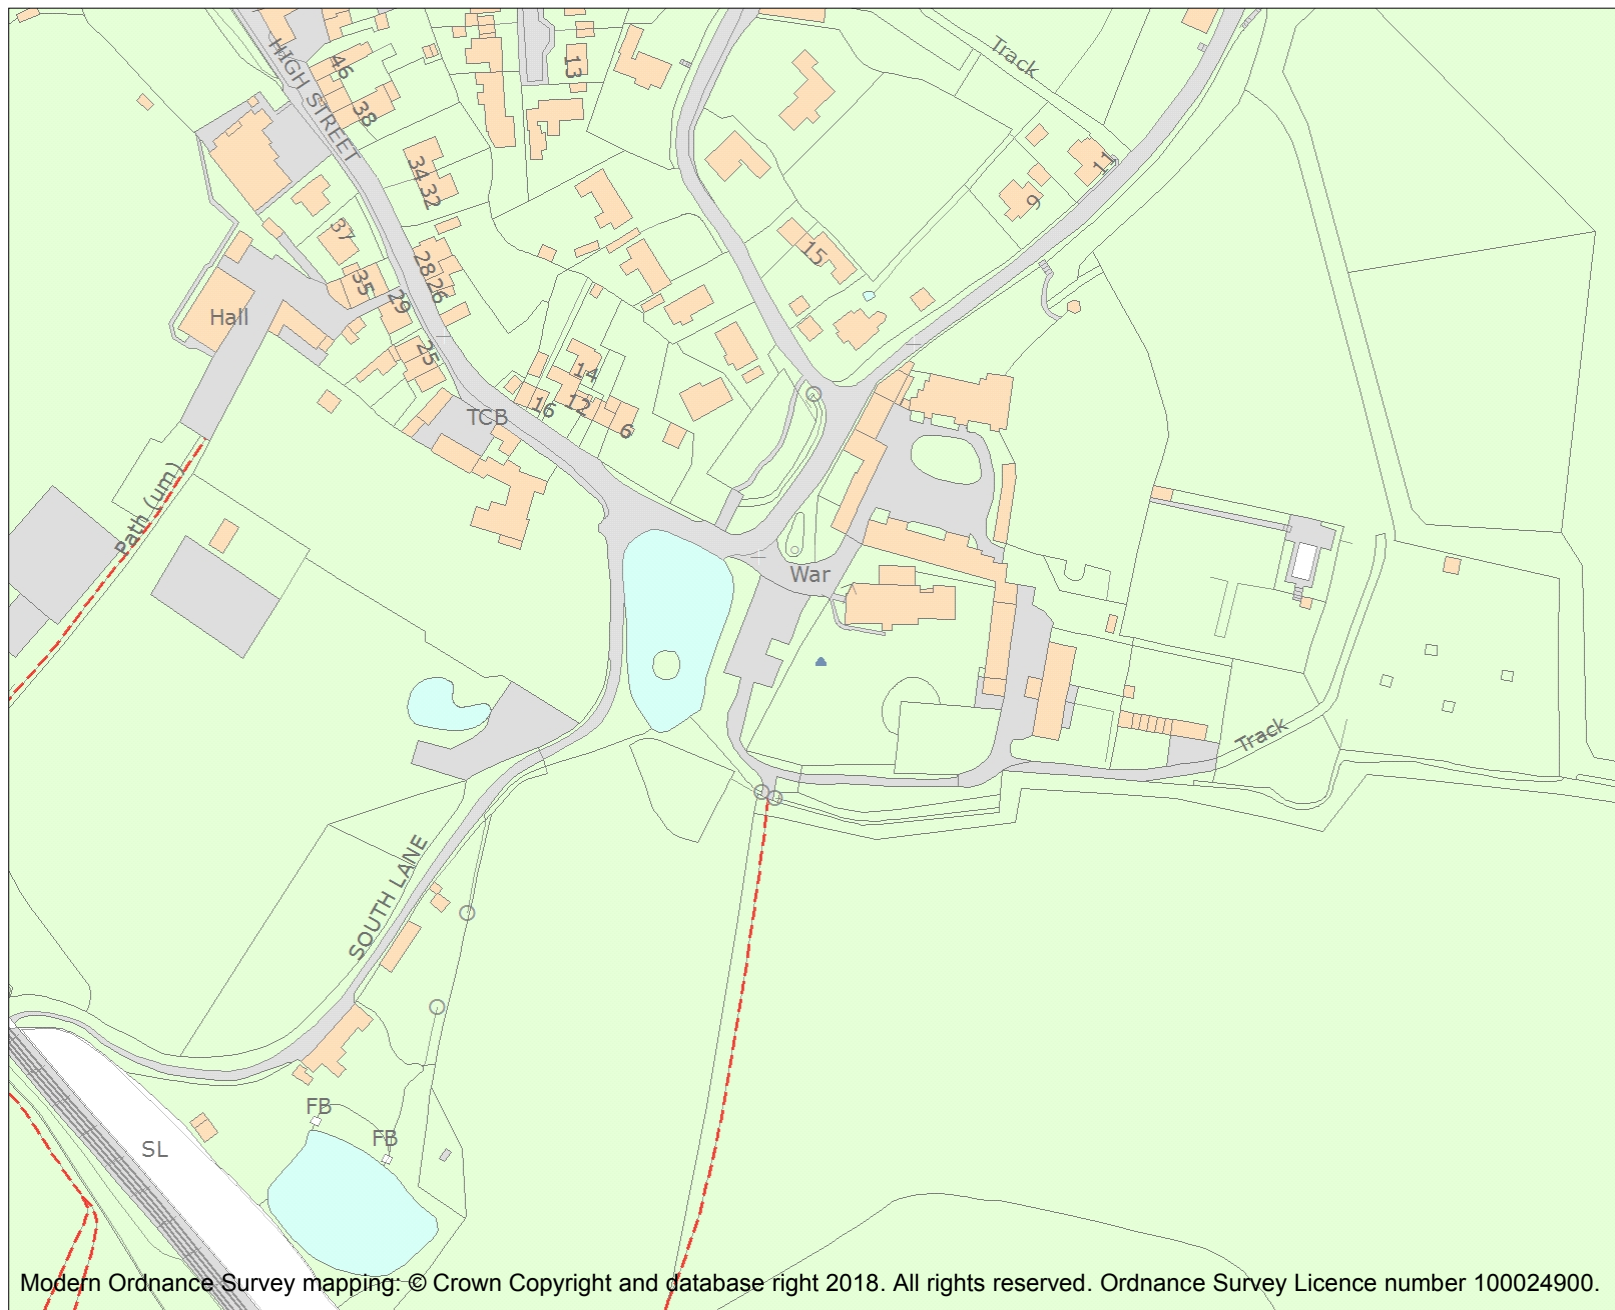 HIGH STREET
46
13
Track
38
11
34
32
9
37
15
28
26
35
29
Hall
25
14
TCB
16
12
6
Path (um)
War
Track
SOUTH LANE
FB
FB
SL
Modern Ordnance Survey mapping: © Crown Copyright and database right 2018. All rights reserved. Ordnance Survey Licence number 100024900.